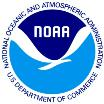 NATIONAL OCEANIC AND ATMOSPHERIC ADMINISTRATION
NOAA
U.S. DEPARTMENT OF COMMERCE